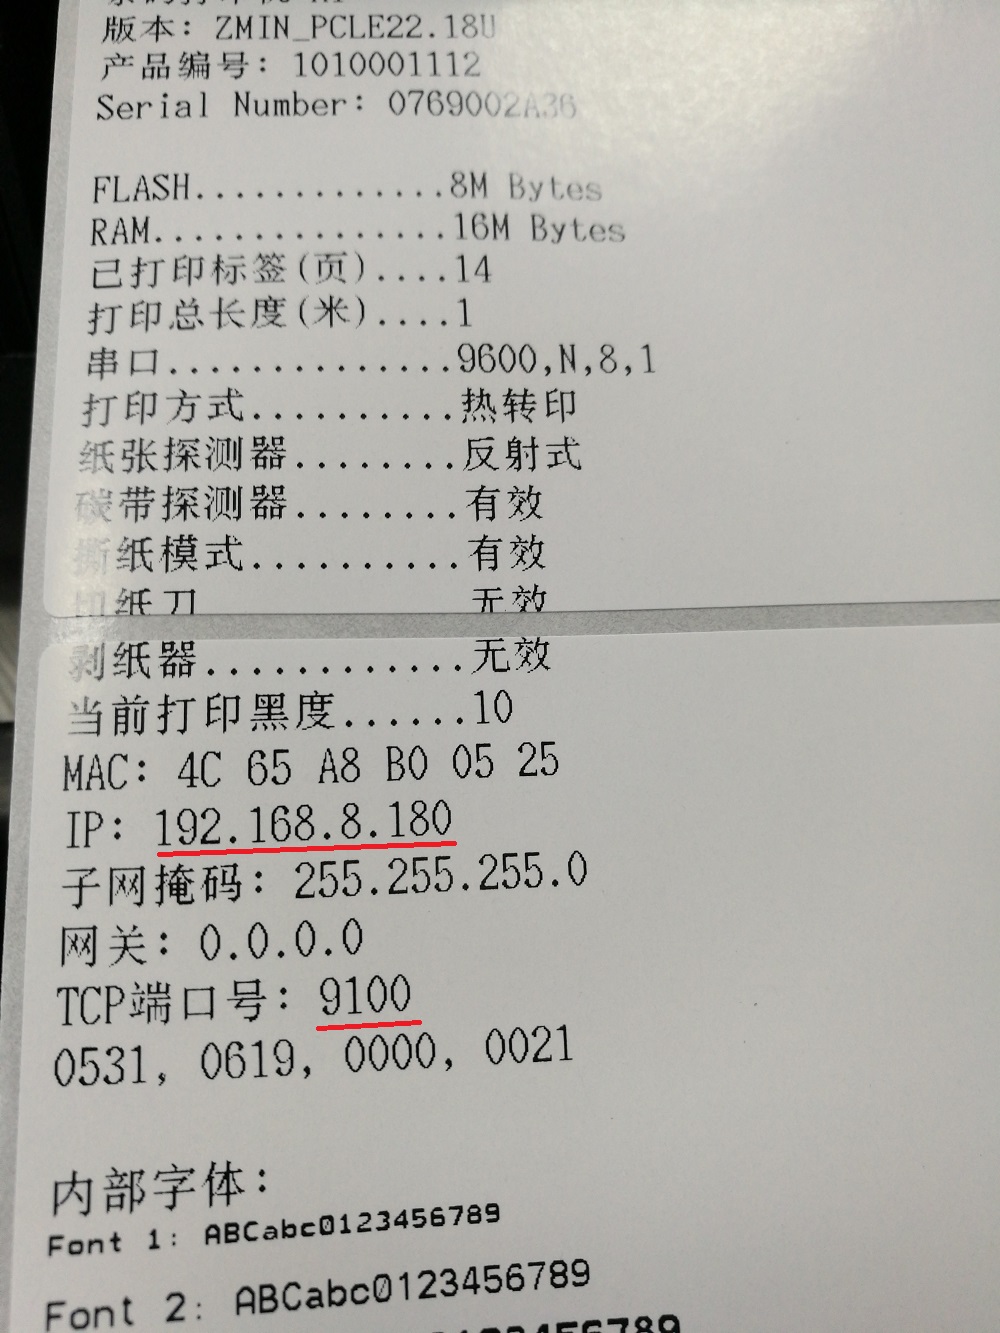 版本：ZMIN_PCLE22.18U
产品编号：1010001112
Serial Number：0769002A36
FLASH.............8M Bytes
RAM...............16M Bytes
已打印标签(页)....14
打印总长度(米)....1
串口..............9600,N,8,1
打印方式..........热转印
纸张探测器........反射式
碳带探测器........有效
撕纸模式..........有效
切纸刀 无效
剥纸器.............无效
当前打印黑度......10
MAC：4C 65 A8 B0 05 25
IP：192.168.8.180
子网掩码：255.255.255.0
网关：0.0.0.0
TCP端口号：9100
0531, 0619, 0000, 0021
内部字体：
Font 1: ABCabc0123456789
Font 2: ABCabc0123456789
0123456789